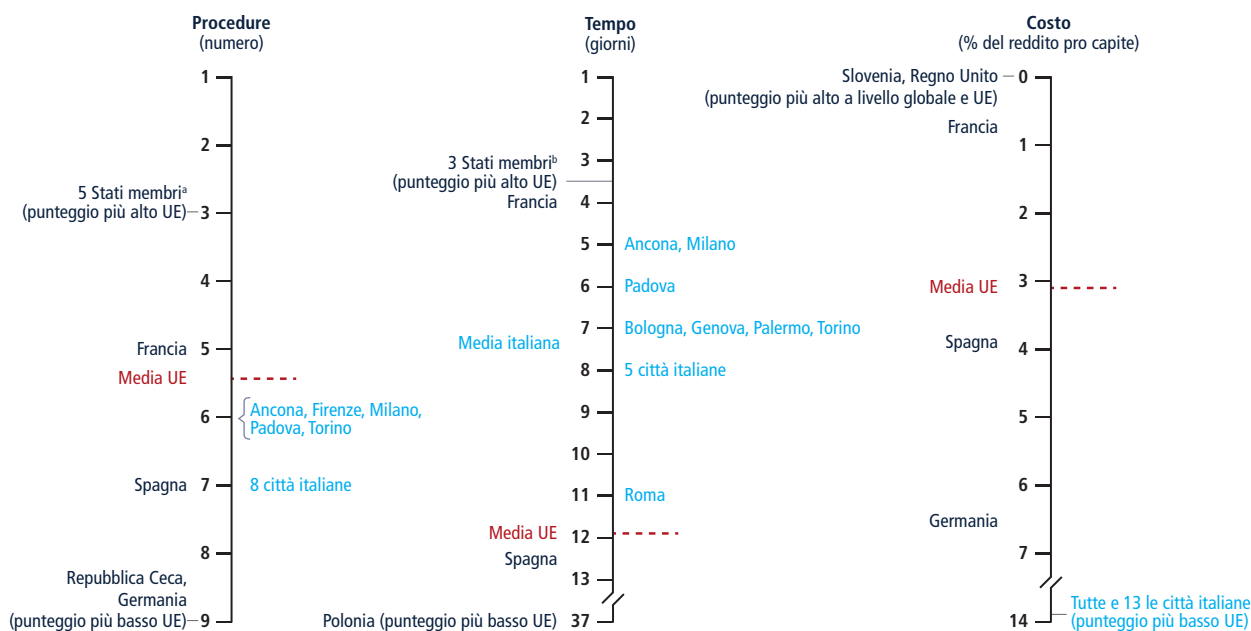 Procedure
(numero)
1
2
5 Stati membriᵃ
(punteggio più alto UE)
3
4
Francia
5
Media UE
6
Ancona, Firenze, Milano,
Padova, Torino
Spagna
7
8 città italiane
8
Repubblica Ceca,
Germania
(punteggio più basso UE)
9
Tempo
(giorni)
1
2
3 Stati membriᵇ
(punteggio più alto UE)
3
Francia
4
5
Ancona, Milano
6
Padova
7
Bologna, Genova, Palermo, Torino
Media italiana
8
5 città italiane
9
10
11
Roma
Media UE
12
Spagna
13
Polonia (punteggio più basso UE)
37
Costo
(% del reddito pro capite)
Slovenia, Regno Unito
(punteggio più alto a livello globale e UE)
0
Francia
1
2
3
Media UE
Spagna
4
5
6
Germania
7
14
Tutte e 13 le città italiane
(punteggio più basso UE)